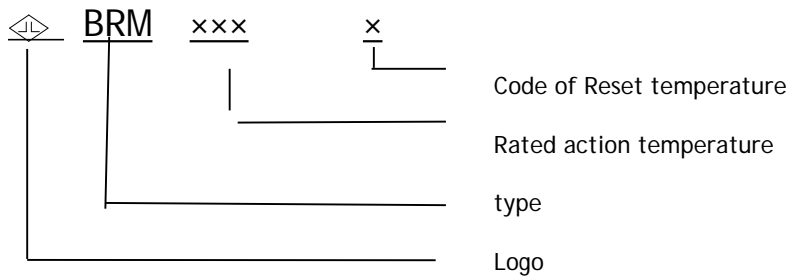 BRM ××× ×
Code of Reset temperature
Rated action temperature
type
Logo